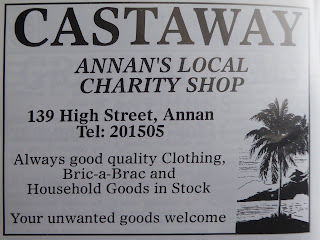 CASTAWAY
ANNAN'S LOCAL
CHARITY SHOP
139 High Street, Annan
Tel: 201505
Always good quality Clothing,
Bric-a-Brac and
Household Goods in Stock
Your unwanted goods welcome